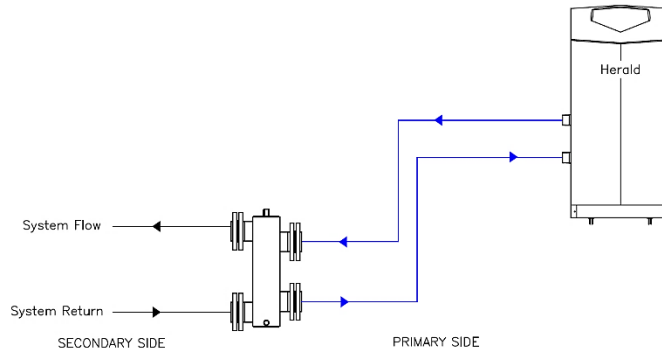 Herald
System Flow
System Return
SECONDARY SIDE
PRIMARY SIDE